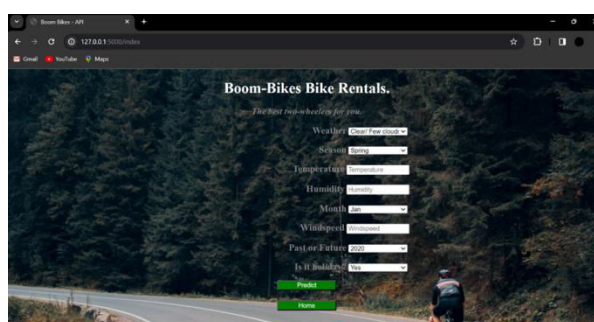 Boom Bikes - API
127.0.0.1:5000/index
Gmail YouTube Maps
Boom-Bikes Bike Rentals.
The best two-wheelers for you.
Weather Clear/ Few clouds
Season Spring
Temperature Temperature
Humidity Humidity
Month Jan
Windspeed Windspeed
Past or Future 2020
Is it holiday? Yes
Predict
Home